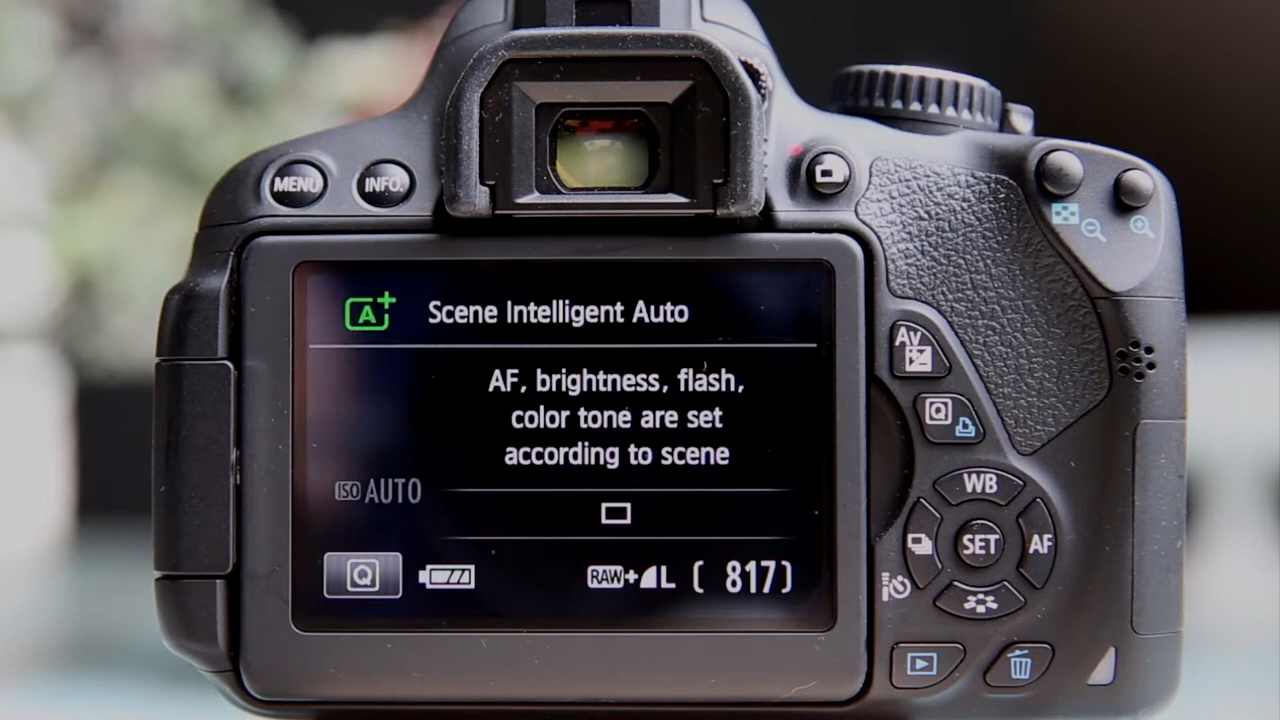 MENU
INFO.
A+
Scene Intelligent Auto
AF, brightness, flash,
color tone are set
according to scene
ISO AUTO
Q
RAW+L
( 817)
Av
Q
WB
SET
AF